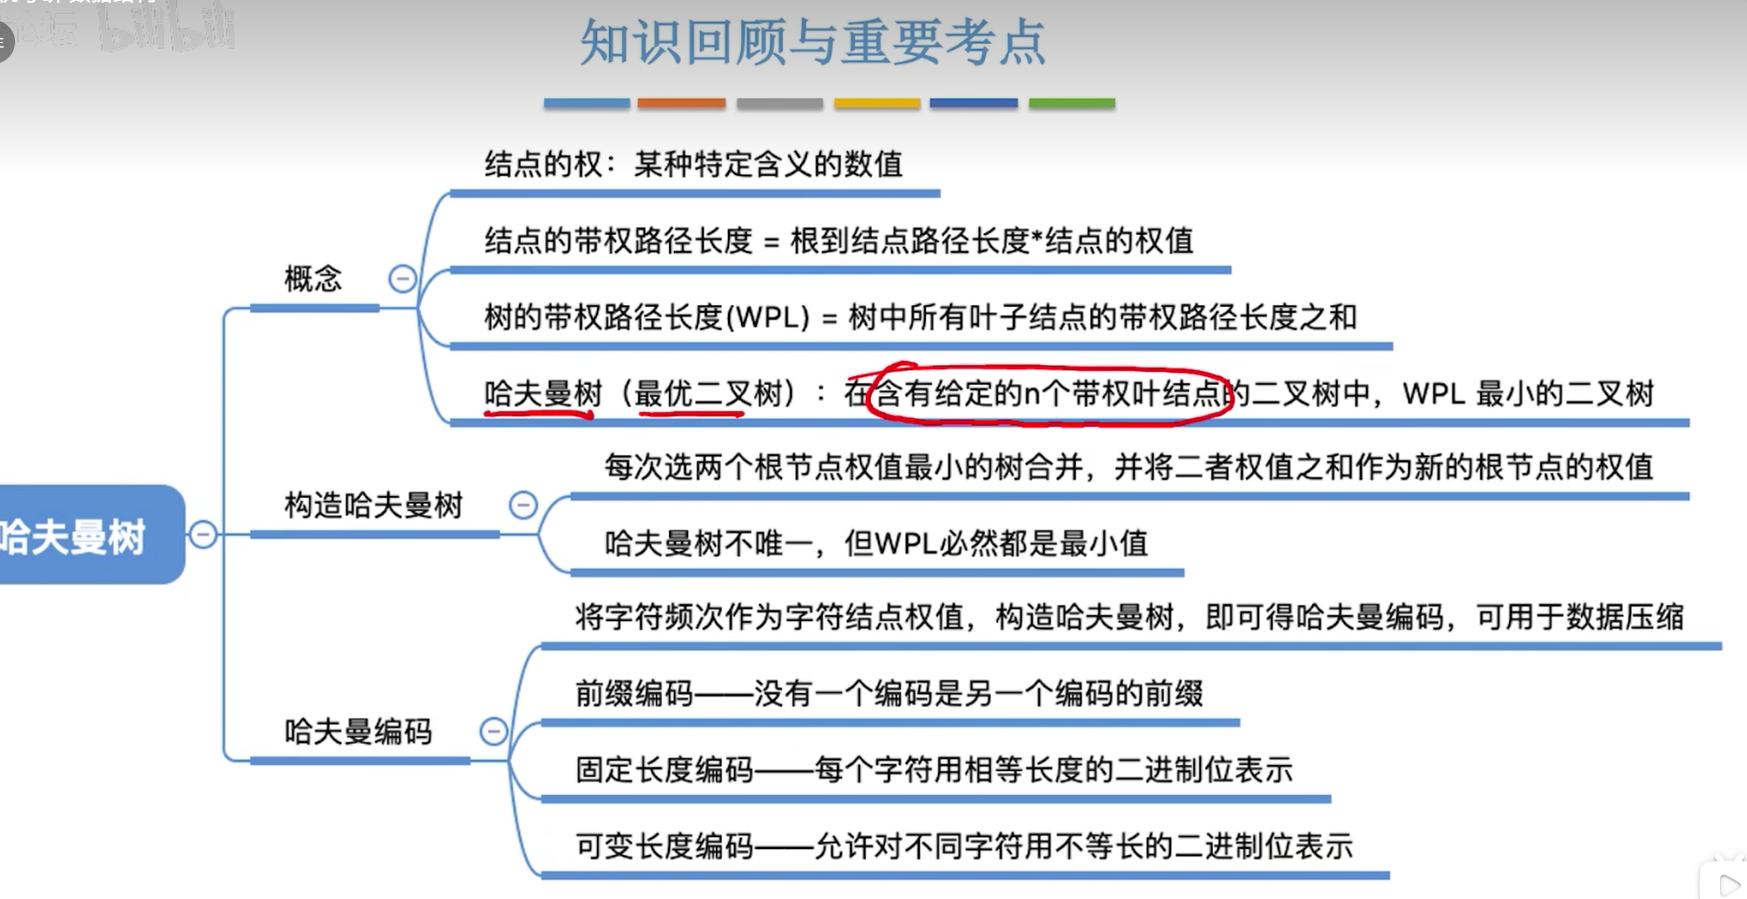 知识回顾与重要考点
结点的权：某种特定含义的数值
结点的带权路径长度 = 根到结点路径长度*结点的权值
概念
树的带权路径长度(WPL) = 树中所有叶子结点的带权路径长度之和
哈夫曼树（最优二叉树）：在含有给定的n个带权叶结点的二叉树中，WPL 最小的二叉树
每次选两个根节点权值最小的树合并，并将二者权值之和作为新的根节点的权值
构造哈夫曼树
哈夫曼树
哈夫曼树不唯一，但WPL必然都是最小值
将字符频次作为字符结点权值，构造哈夫曼树，即可得哈夫曼编码，可用于数据压缩
前缀编码——没有一个编码是另一个编码的前缀
哈夫曼编码
固定长度编码——每个字符用相等长度的二进制位表示
可变长度编码——允许对不同字符用不等长的二进制位表示
bilibili